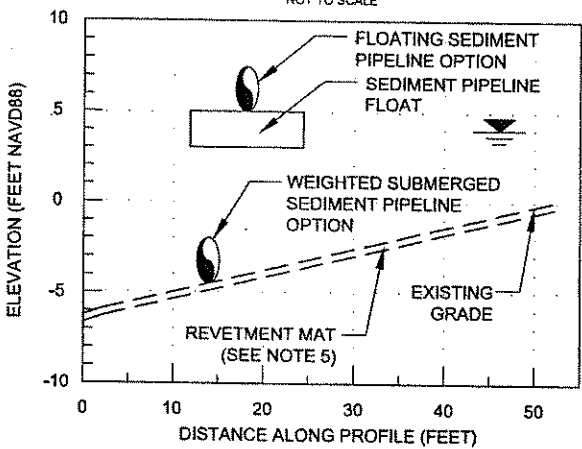 NOT TO SCALE
10
FLOATING SEDIMENT
PIPELINE OPTION
SEDIMENT PIPELINE
FLOAT
5
0
WEIGHTED SUBMERGED
SEDIMENT PIPELINE
OPTION
-5
EXISTING
GRADE
REVETMENT MAT
(SEE NOTE 5)
-10
0 10 20 30 40 50
DISTANCE ALONG PROFILE (FEET)
ELEVATION (FEET NAVD88)